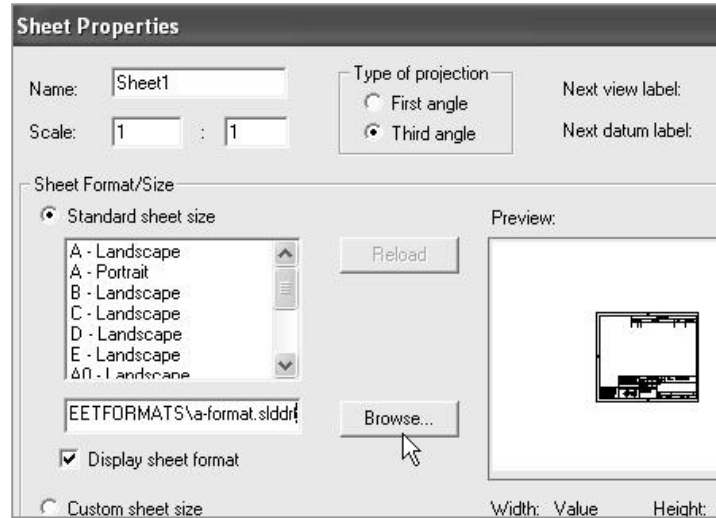 Sheet Properties
Name: Sheet1
Scale: 1 : 1
Type of projection
First angle
Third angle
Next view label:
Next datum label:
Sheet Format/Size
Standard sheet size
A - Landscape
A - Portrait
B - Landscape
C - Landscape
D - Landscape
E - Landscape
A0 - Landscape
EETFORMATS\a-format.slddr
Display sheet format
Custom sheet size
Reload
Browse...
Preview:
Width: Value Height: